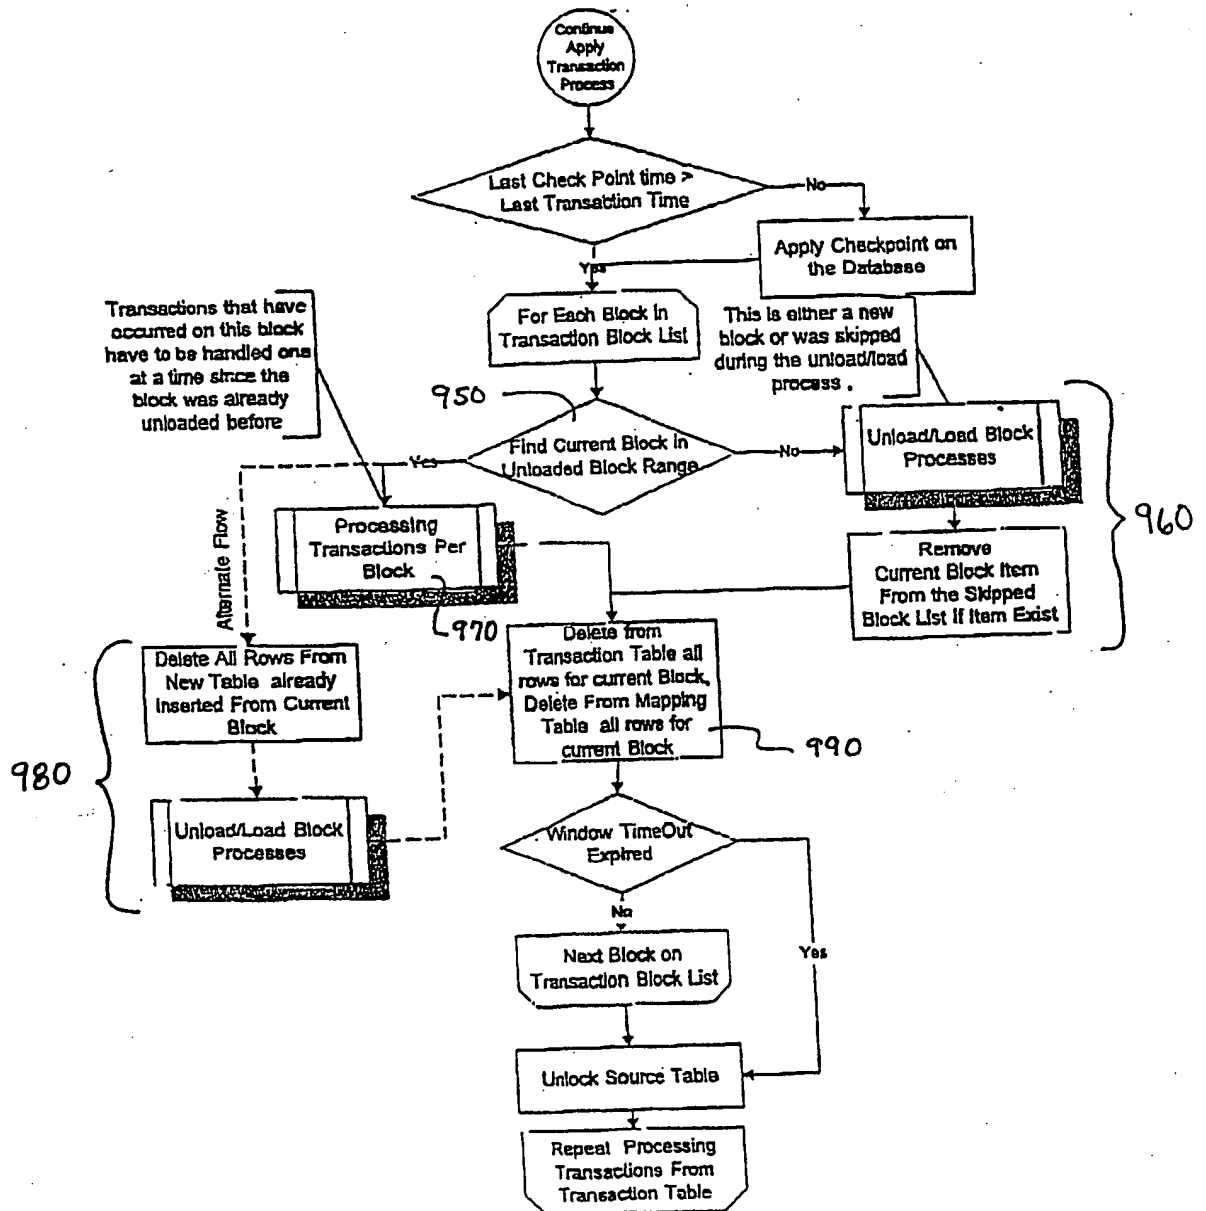 Continue
Apply
Transaction
Process
Last Check Point time >
Last Transaction Time
No
Apply Checkpoint on
the Database
Yes
For Each Block in
Transaction Block List
Transactions that have
occurred on this block
have to be handled one
at a time since the
block was already
unloaded before
This is either a new
block or was skipped
during the unload/load
process .
950
Find Current Block in
Unloaded Block Range
Yes
No
Unload/Load Block
Processes
960
Alternate Flow
Processing
Transactions Per
Block
970
Remove
Current Block Item
From the Skipped
Block List If Item Exist
Delete All Rows From
New Table already
Inserted From Current
Block
Delete from
Transaction Table all
rows for current Block.
Delete From Mapping
Table all rows for
current Block
990
980
Unload/Load Block
Processes
Window TimeOut
Expired
No
Yes
Next Block on
Transaction Block List
Unlock Source Table
Repeat Processing
Transactions From
Transaction Table